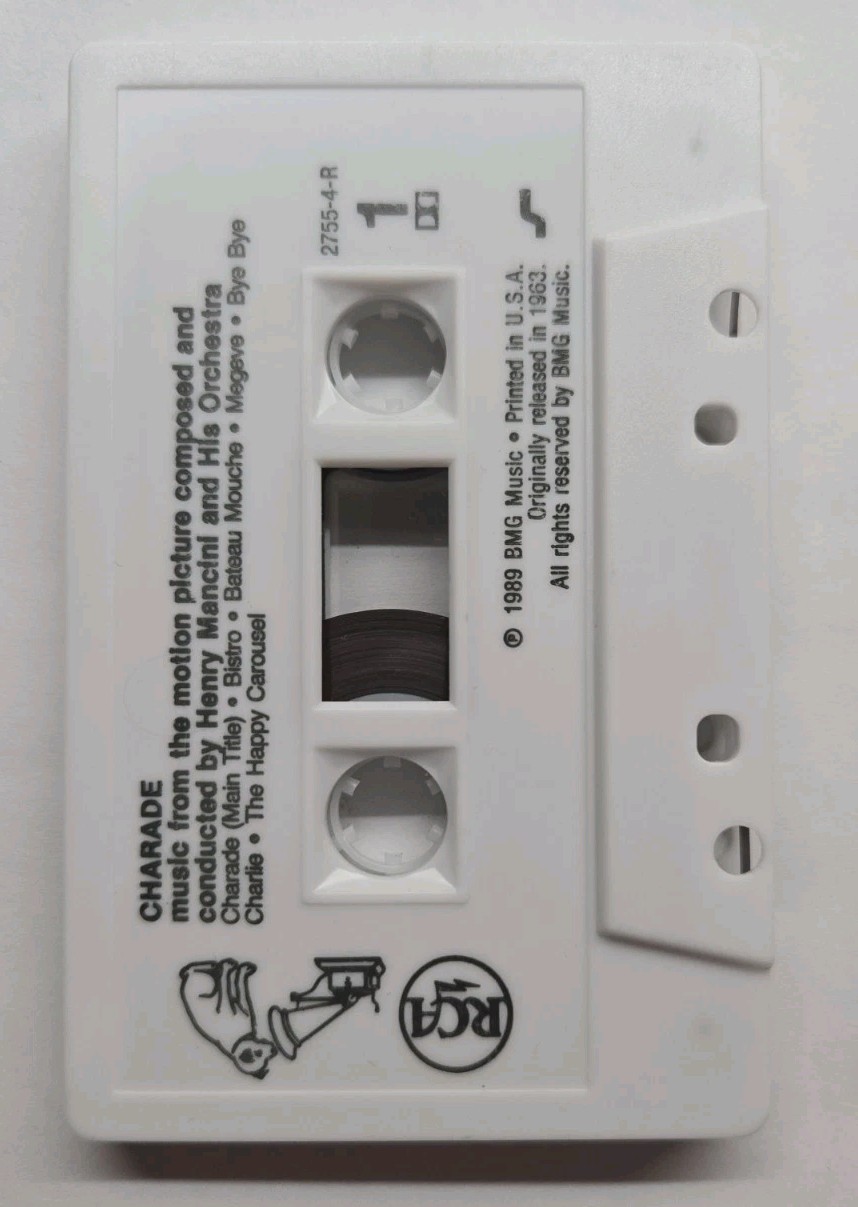 CHARADE
music from the motion picture composed and
conducted by Henry Mancini and His Orchestra
Charade (Main Title) • Bistro • Bateau Mouche • Megeve • Bye Bye
Charlie • The Happy Carousel
2755-4-R
1
℗ 1989 BMG Music • Printed in U.S.A.
Originally released in 1963.
All rights reserved by BMG Music.
RCA